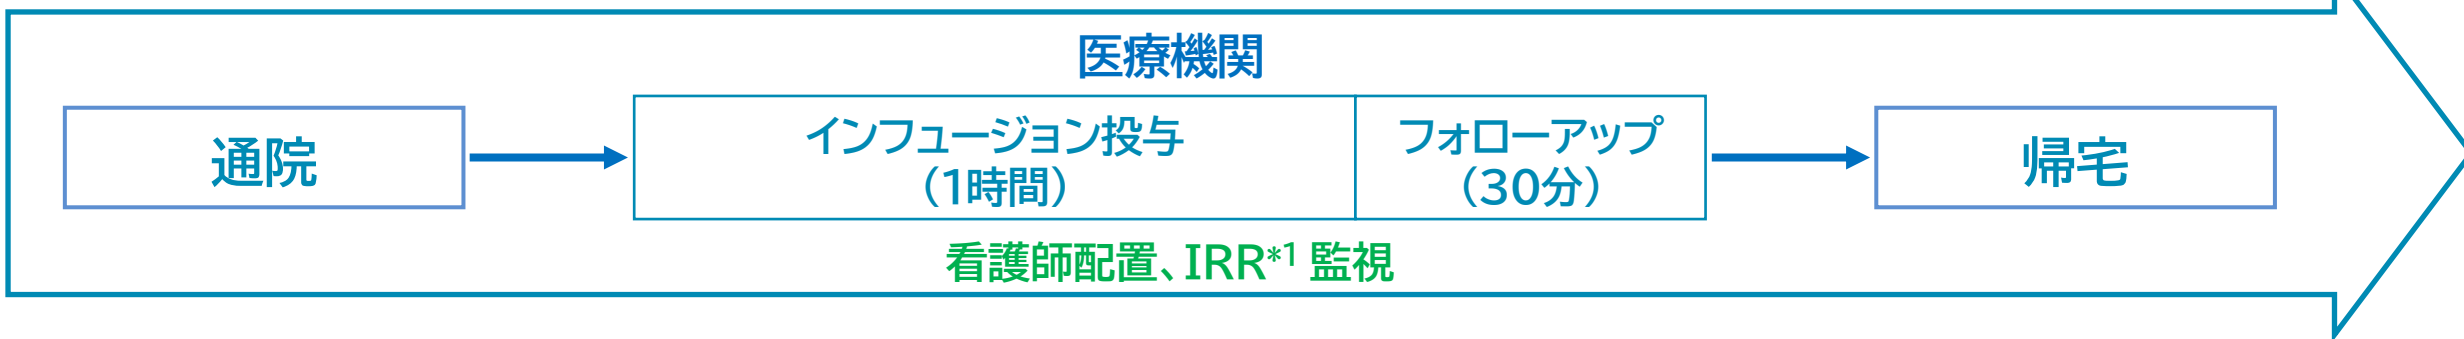 医療機関
通院
インフュージョン投与
（1時間）
フォローアップ
（30分）
帰宅
看護師配置、IRR*1 監視